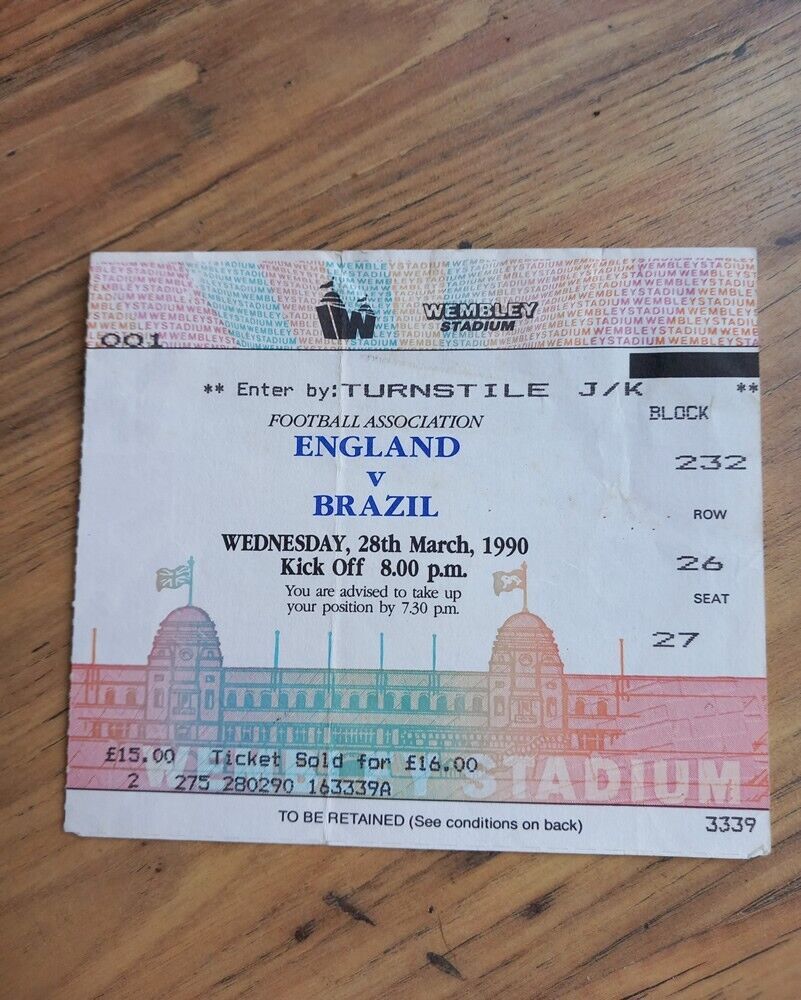 WEMBLEY
STADIUM
001
** Enter by:TURNSTILE J/K **
FOOTBALL ASSOCIATION
ENGLAND
v
BRAZIL
WEDNESDAY, 28th March, 1990
Kick Off 8.00 p.m.
You are advised to take up
your position by 7.30 p.m.
BLOCK
232
ROW
26
SEAT
27
£15.00 Ticket Sold for £16.00
WEMBLEY STADIUM
2 275 280290 163339A
TO BE RETAINED (See conditions on back)
3339